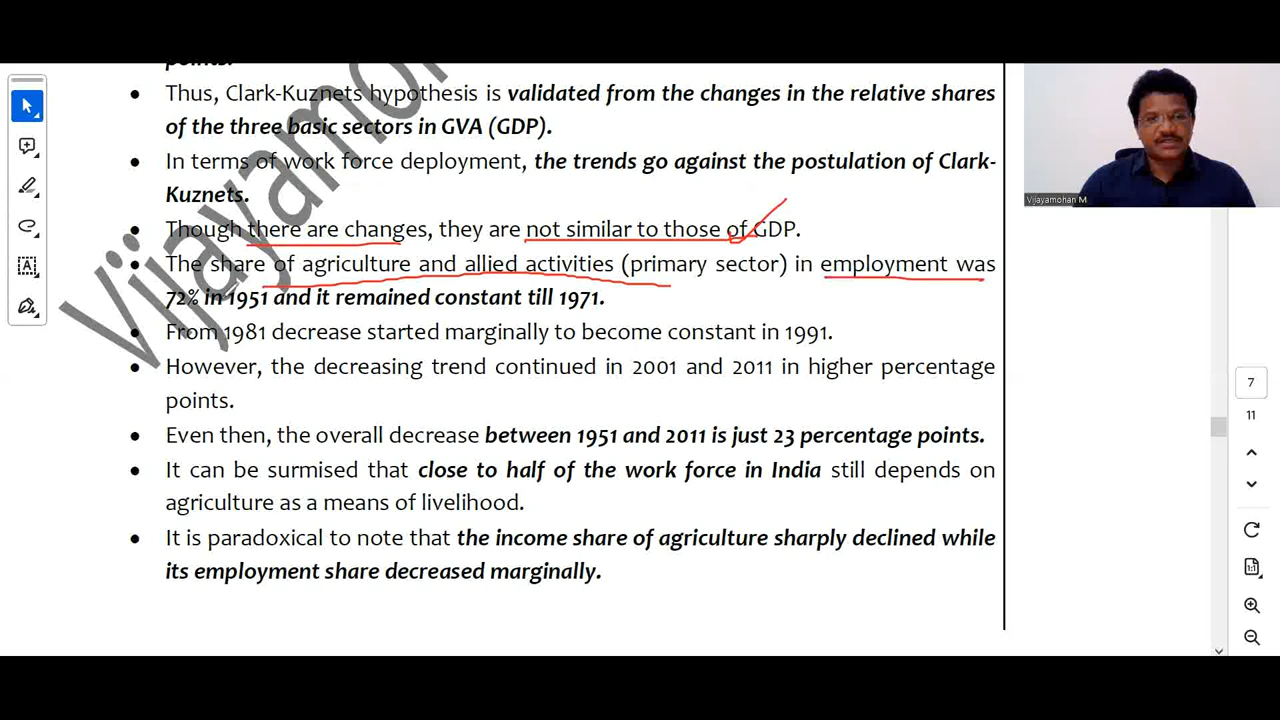 points.
• Thus, Clark-Kuznets hypothesis is validated from the changes in the relative shares
of the three basic sectors in GVA (GDP).
• In terms of work force deployment, the trends go against the postulation of Clark-
Kuznets.
• Though there are changes, they are not similar to those of GDP.
• The share of agriculture and allied activities (primary sector) in employment was
72% in 1951 and it remained constant till 1971.
• From 1981 decrease started marginally to become constant in 1991.
• However, the decreasing trend continued in 2001 and 2011 in higher percentage
points.
• Even then, the overall decrease between 1951 and 2011 is just 23 percentage points.
• It can be surmised that close to half of the work force in India still depends on
agriculture as a means of livelihood.
• It is paradoxical to note that the income share of agriculture sharply declined while
its employment share decreased marginally.
Vijayamohan
Vijayamohan M
7
11
1:1